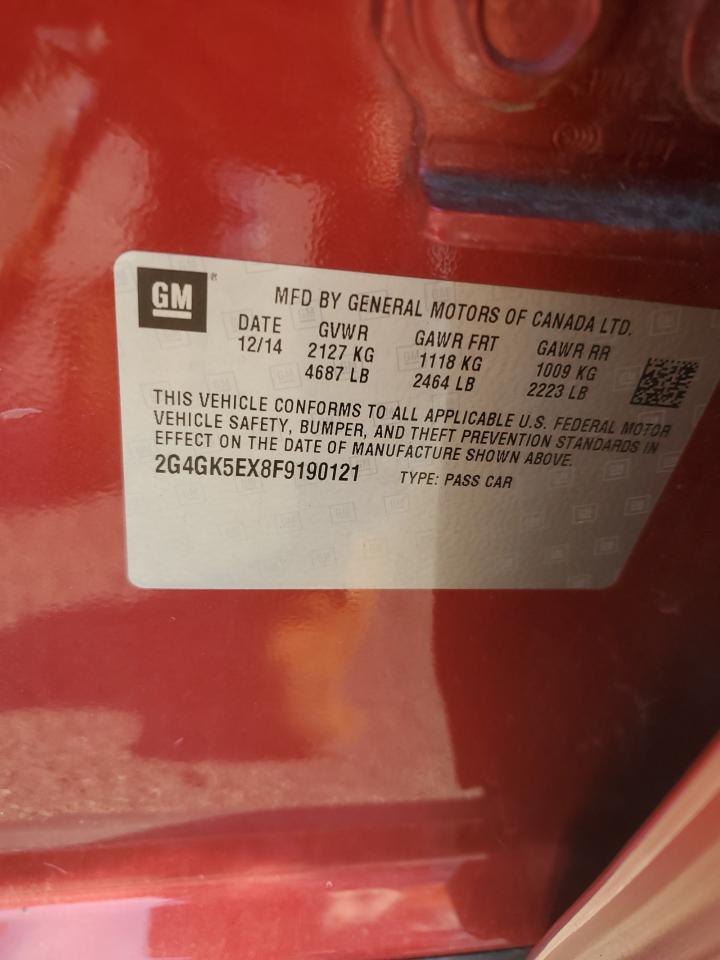 GM®
MFD BY GENERAL MOTORS OF CANADA LTD.
DATE GVWR GAWR FRT GAWR RR
12/14 2127 KG 1118 KG 1009 KG
4687 LB 2464 LB 2223 LB
THIS VEHICLE CONFORMS TO ALL APPLICABLE U.S. FEDERAL MOTOR
VEHICLE SAFETY, BUMPER, AND THEFT PREVENTION STANDARDS IN
EFFECT ON THE DATE OF MANUFACTURE SHOWN ABOVE.
2G4GK5EX8F9190121 TYPE: PASS CAR